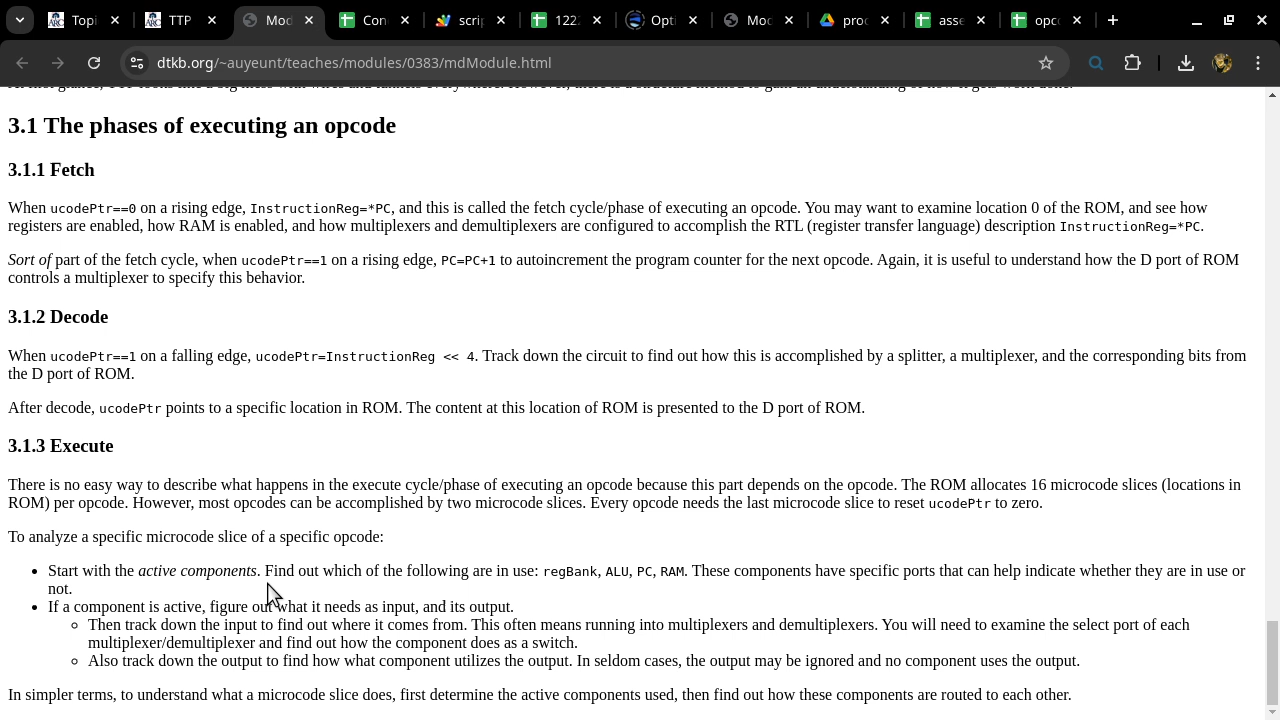 Topi
TTP
Mod
Con
scrip
122
Opti
Moc
prod
asse
opc
dtkb.org/~auyeunt/teaches/modules/0383/mdModule.html
3.1 The phases of executing an opcode
3.1.1 Fetch
When ucodePtr==0 on a rising edge, InstructionReg=*PC, and this is called the fetch cycle/phase of executing an opcode. You may want to examine location 0 of the ROM, and see how
registers are enabled, how RAM is enabled, and how multiplexers and demultiplexers are configured to accomplish the RTL (register transfer language) description InstructionReg=*PC.
Sort of part of the fetch cycle, when ucodePtr==1 on a rising edge, PC=PC+1 to autoincrement the program counter for the next opcode. Again, it is useful to understand how the D port of ROM
controls a multiplexer to specify this behavior.
3.1.2 Decode
When ucodePtr==1 on a falling edge, ucodePtr=InstructionReg << 4. Track down the circuit to find out how this is accomplished by a splitter, a multiplexer, and the corresponding bits from
the D port of ROM.
After decode, ucodePtr points to a specific location in ROM. The content at this location of ROM is presented to the D port of ROM.
3.1.3 Execute
There is no easy way to describe what happens in the execute cycle/phase of executing an opcode because this part depends on the opcode. The ROM allocates 16 microcode slices (locations in
ROM) per opcode. However, most opcodes can be accomplished by two microcode slices. Every opcode needs the last microcode slice to reset ucodePtr to zero.
To analyze a specific microcode slice of a specific opcode:
Start with the active components. Find out which of the following are in use: regBank, ALU, PC, RAM. These components have specific ports that can help indicate whether they are in use or
not.
If a component is active, figure out what it needs as input, and its output.
Then track down the input to find out where it comes from. This often means running into multiplexers and demultiplexers. You will need to examine the select port of each
multiplexer/demultiplexer and find out how the component does as a switch.
Also track down the output to find how what component utilizes the output. In seldom cases, the output may be ignored and no component uses the output.
In simpler terms, to understand what a microcode slice does, first determine the active components used, then find out how these components are routed to each other.